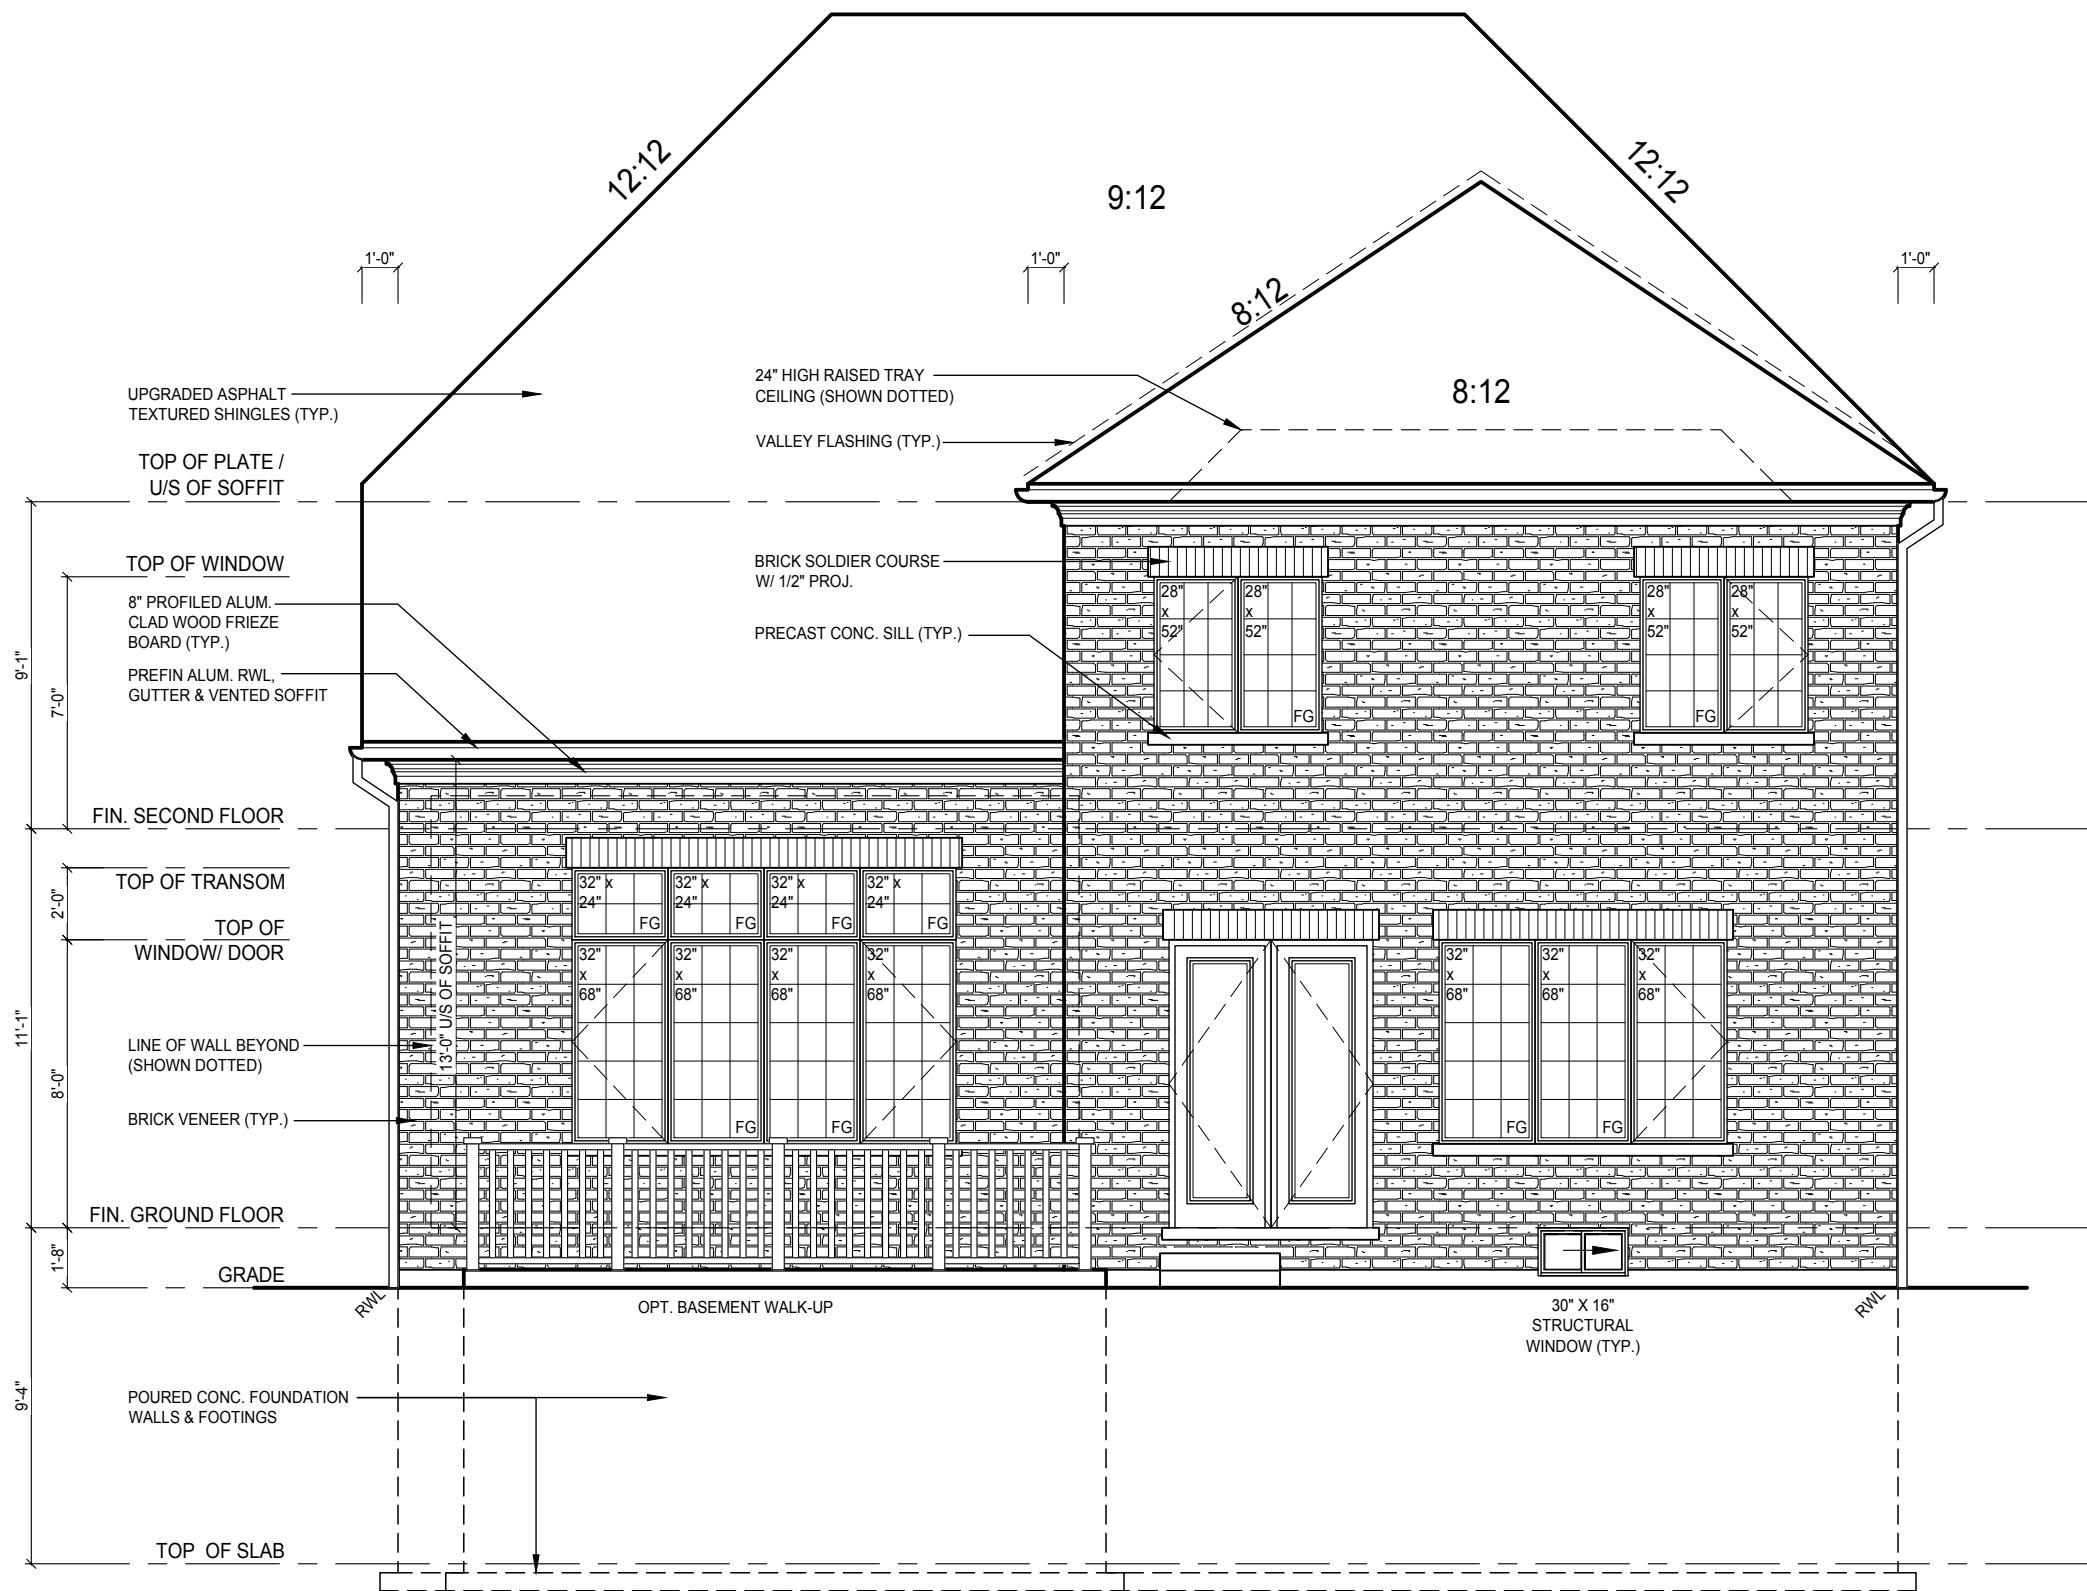 12:12
9:12
12:12
1'-0"
1'-0"
1'-0"
8:12
8:12
UPGRADED ASPHALT
TEXTURED SHINGLES (TYP.)
24" HIGH RAISED TRAY
CEILING (SHOWN DOTTED)
VALLEY FLASHING (TYP.)
TOP OF PLATE /
U/S OF SOFFIT
TOP OF WINDOW
8" PROFILED ALUM.
CLAD WOOD FRIEZE
BOARD (TYP.)
PREFIN ALUM. RWL,
GUTTER & VENTED SOFFIT
BRICK SOLDIER COURSE
W/ 1/2" PROJ.
PRECAST CONC. SILL (TYP.)
28"
x
52"
28"
x
52"
FG
28"
x
52"
FG
28"
x
52"
9'-1"
7'-0"
FIN. SECOND FLOOR
TOP OF TRANSOM
2'-0"
TOP OF
WINDOW/ DOOR
32" x
24"
FG
32" x
24"
FG
32" x
24"
FG
32" x
24"
FG
32"
x
68"
32"
x
68"
FG
32"
x
68"
FG
32"
x
68"
32"
x
68"
FG
32"
x
68"
FG
32"
x
68"
13'-0" U/S OF SOFFIT
11'-1"
8'-0"
LINE OF WALL BEYOND
(SHOWN DOTTED)
BRICK VENEER (TYP.)
FIN. GROUND FLOOR
1'-8"
GRADE
RWL
OPT. BASEMENT WALK-UP
30" X 16"
STRUCTURAL
WINDOW (TYP.)
RWL
9'-4"
POURED CONC. FOUNDATION
WALLS & FOOTINGS
TOP OF SLAB